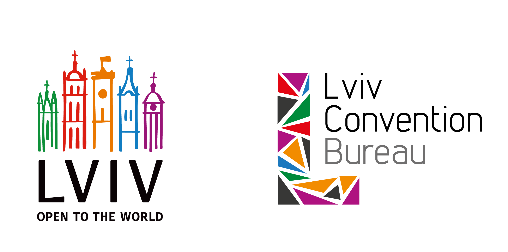 LVIV
OPEN TO THE WORLD
Lviv
Convention
Bureau